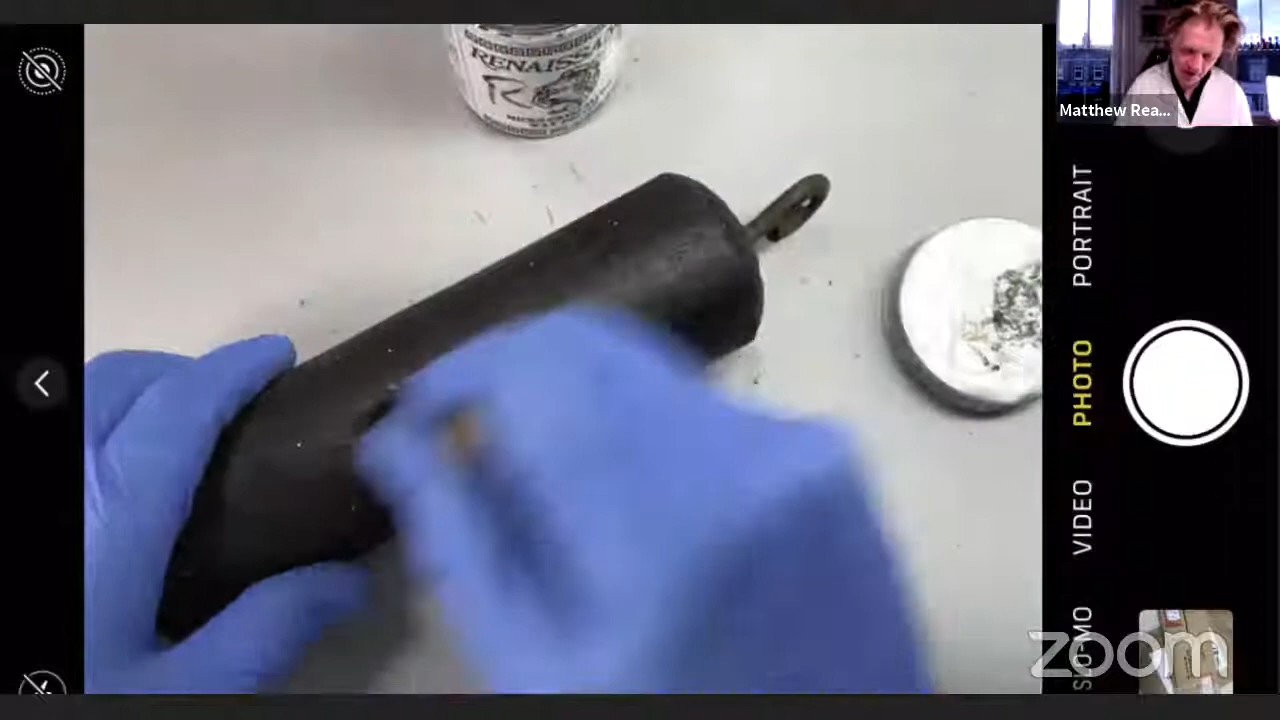 RENAISSAN
R
Matthew Rea...
PORTRAIT
PHOTO
VIDEO
SLO-MO
zoom